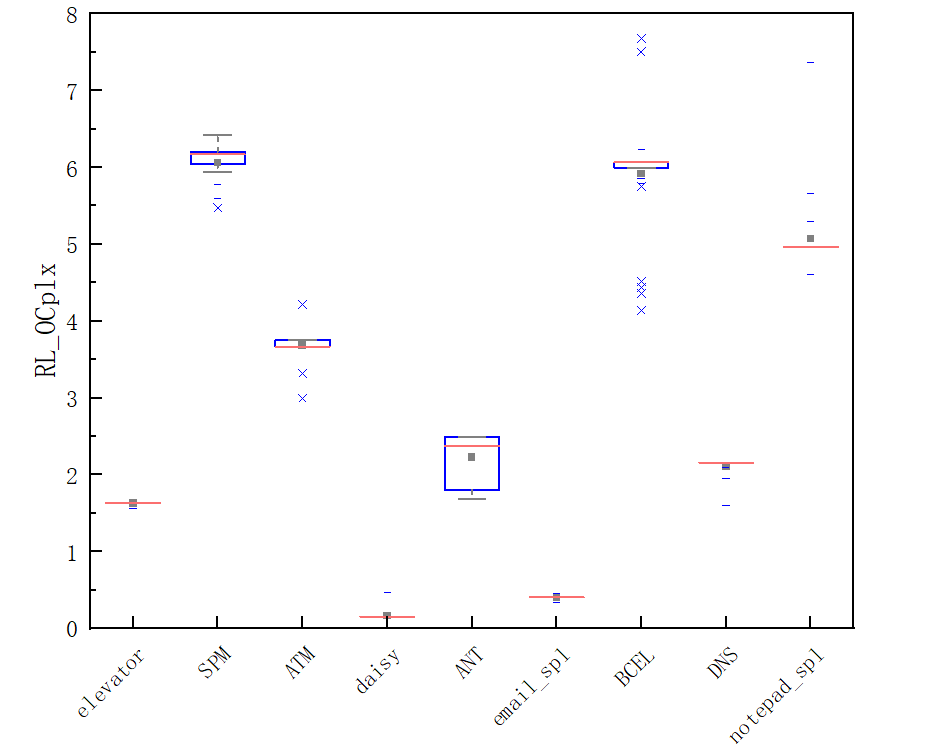 8
7
6
5
4
3
2
1
0
RL_OCplx
elevator
SPM
ATM
daisy
ANT
email_spl
BCEL
DNS
notepad_spl